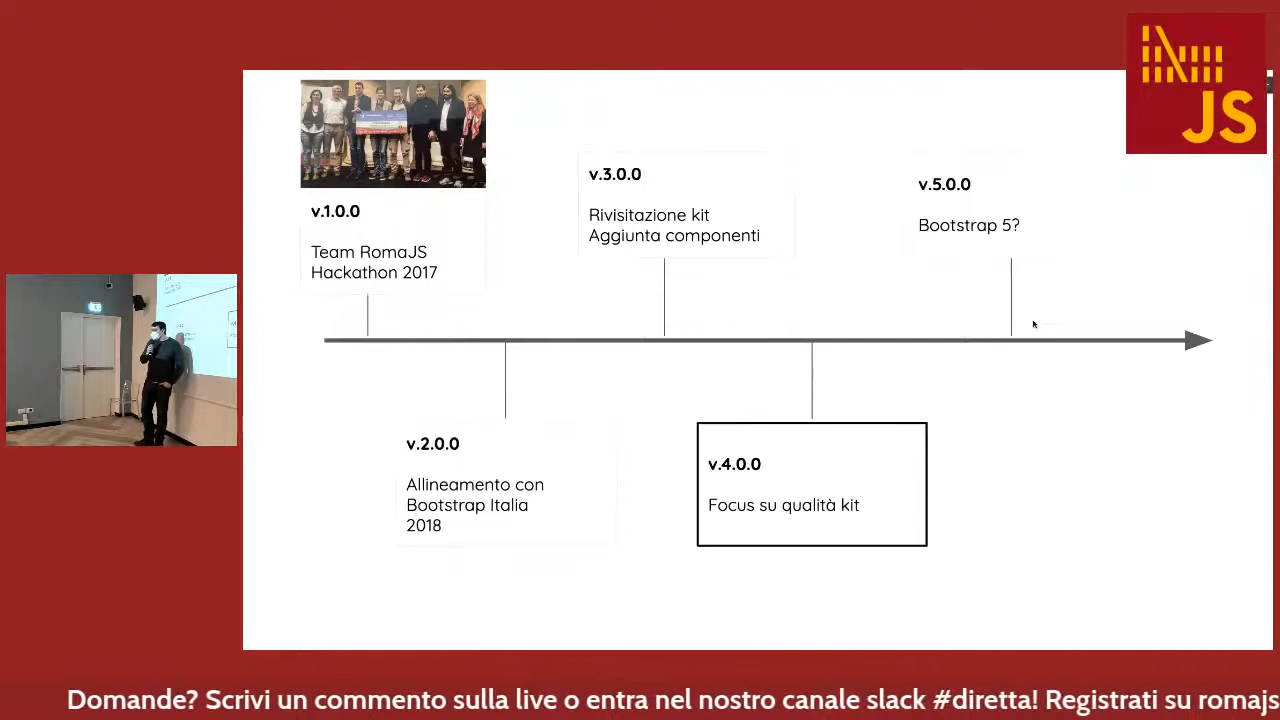 JS
v.1.0.0
Team RomaJS
Hackathon 2017
v.3.0.0
Rivisitazione kit
Aggiunta componenti
v.5.0.0
Bootstrap 5?
v.2.0.0
Allineamento con
Bootstrap Italia
2018
v.4.0.0
Focus su qualità kit
Domande? Scrivi un commento sulla live o entra nel nostro canale slack #diretta! Registrati su romajs